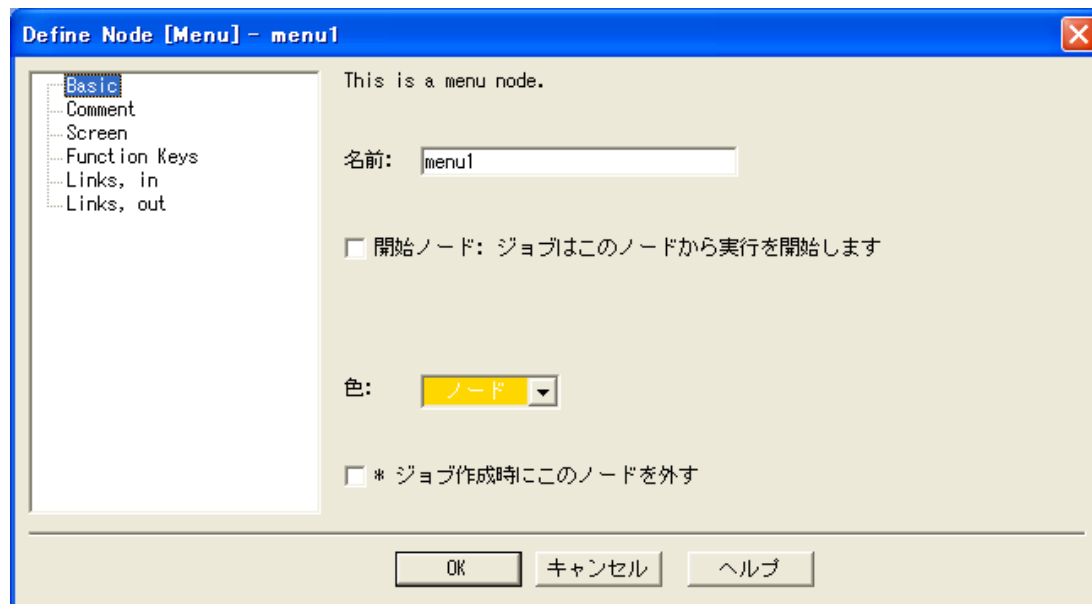 Define Node [Menu] - menu1
Basic
Comment
Screen
Function Keys
Links, in
Links, out
This is a menu node.
名前: menu1
開始ノード: ジョブはこのノードから実行を開始します
色: ノード
* ジョブ作成時にこのノードを外す
OK キャンセル ヘルプ